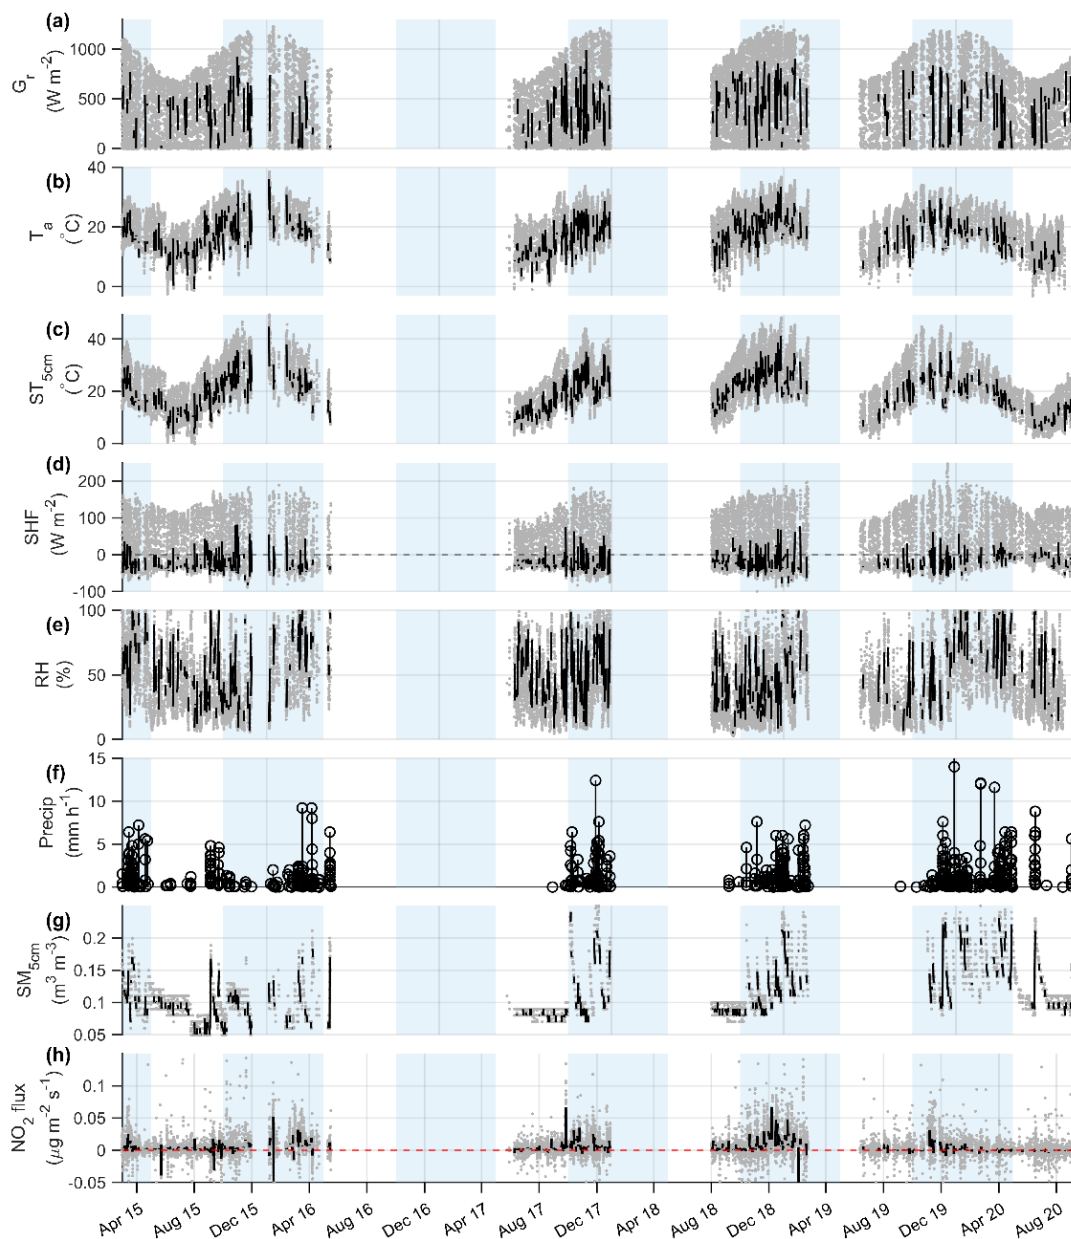 (a)
G_r
(W m^-2)
1000
500
0
(b)
T_a
(°C)
40
20
0
(c)
ST_5cm
(°C)
40
20
0
(d)
SHF
(W m^-2)
200
100
0
-100
(e)
RH
(%)
100
50
0
(f)
Precip
(mm h^-1)
15
10
5
0
(g)
SM_5cm
(m^3 m^-3)
0.2
0.15
0.1
0.05
(h)
NO_2 flux
(μg m^-2 s^-1)
0.1
0.05
0
-0.05
Apr 15 Aug 15 Dec 15 Apr 16 Aug 16 Dec 16 Apr 17 Aug 17 Dec 17 Aug 18 Dec 18 Apr 19 Aug 19 Dec 19 Apr 20 Aug 20